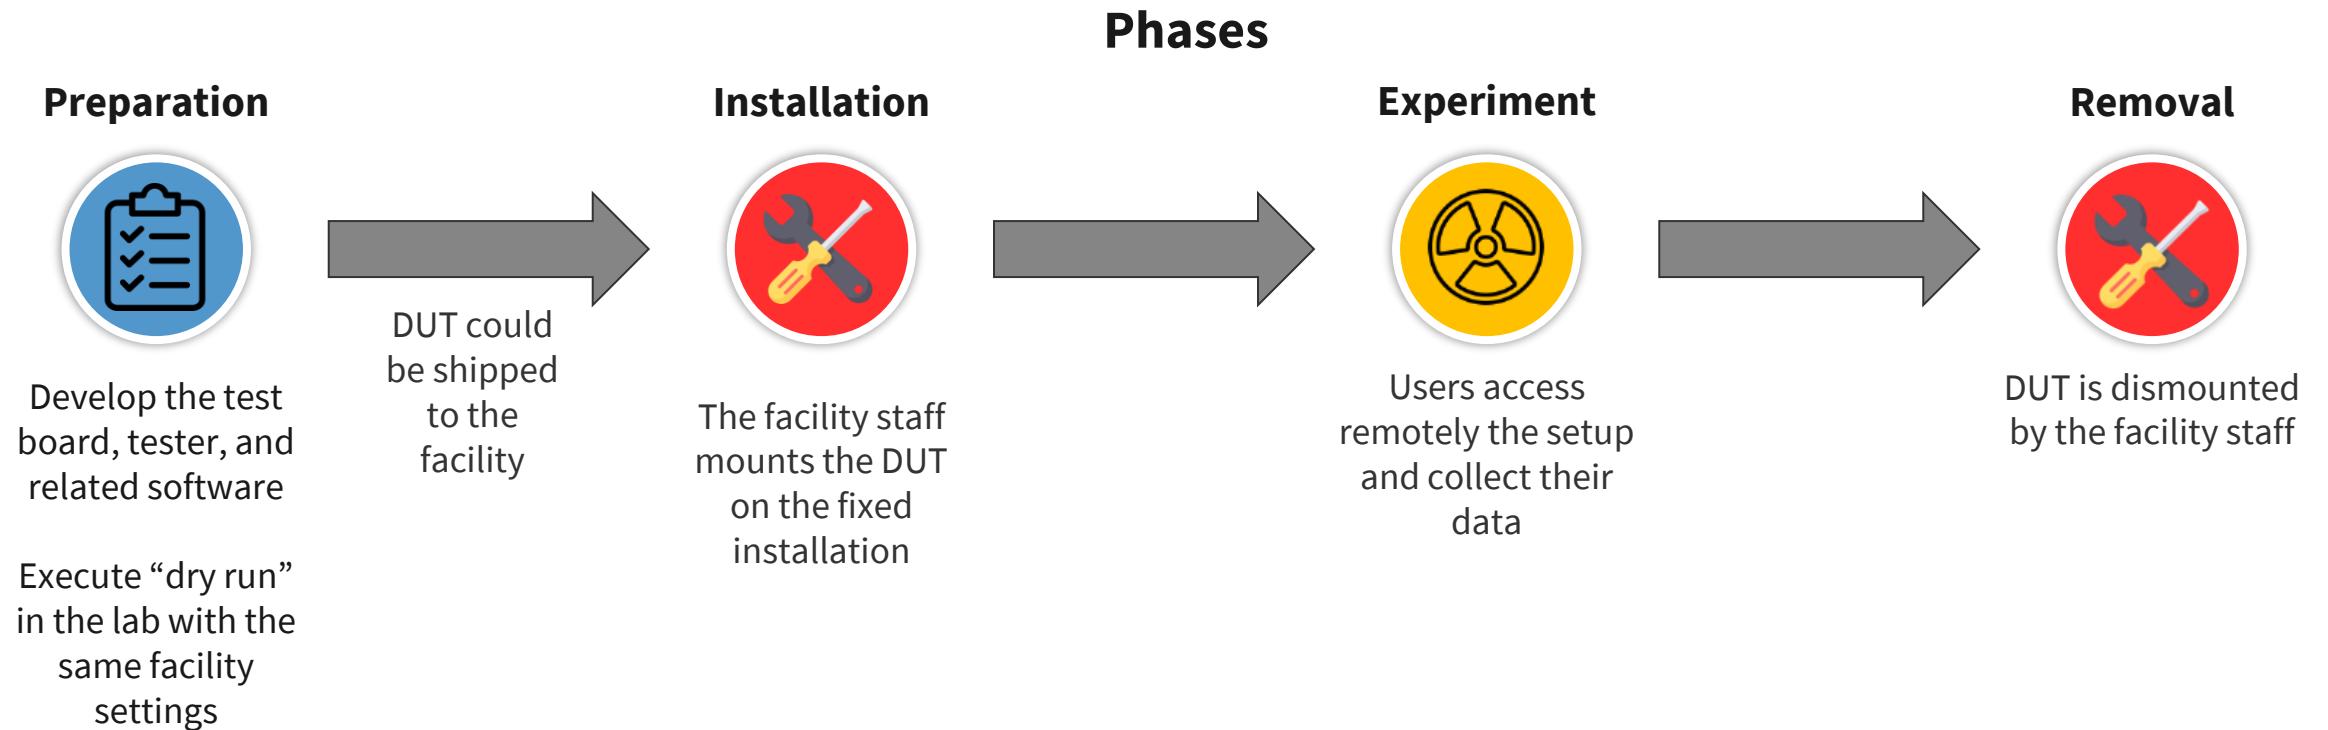 Phases
Preparation
Installation
Experiment
Removal
Develop the test
board, tester, and
related software
Execute “dry run”
in the lab with the
same facility
settings
DUT could
be shipped
to the
facility
The facility staff
mounts the DUT
on the fixed
installation
Users access
remotely the setup
and collect their
data
DUT is dismounted
by the facility staff